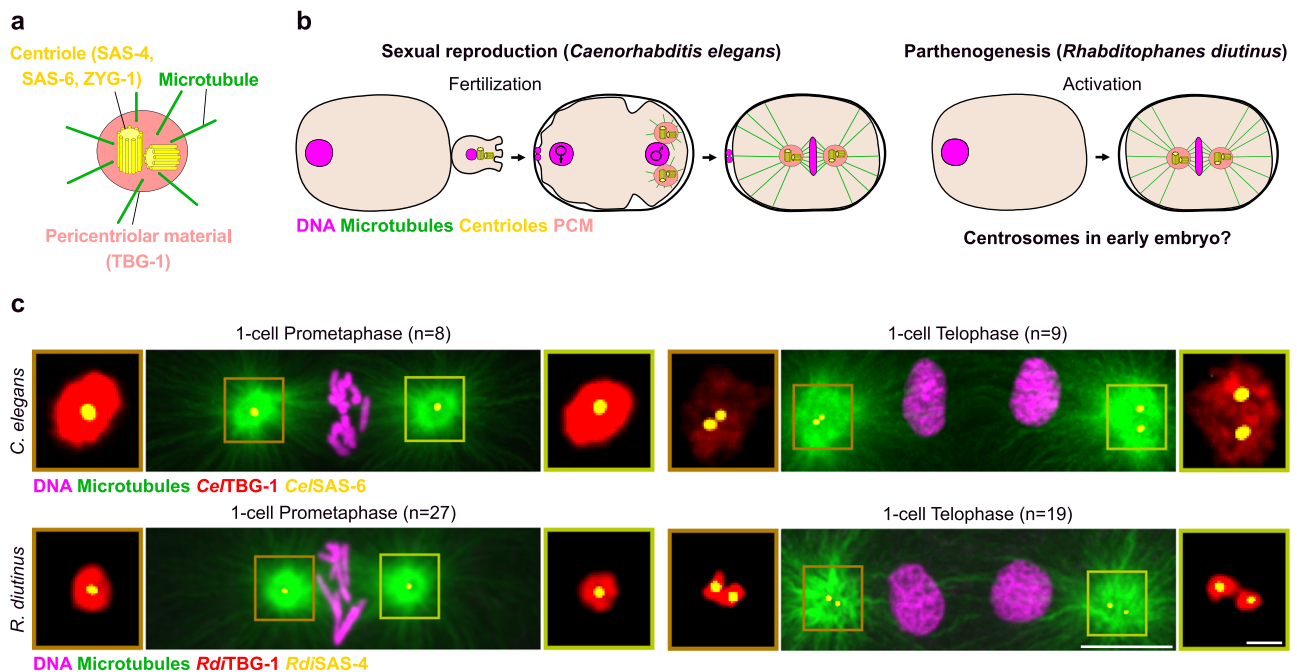 a
Centriole (SAS-4,
SAS-6, ZYG-1)
Microtubule
Pericentriolar material
(TBG-1)
b
Sexual reproduction (Caenorhabditis elegans)
Fertilization
♀
♂
DNA Microtubules Centrioles PCM
Parthenogenesis (Rhabditophanes diutinus)
Activation
Centrosomes in early embryo?
c
1-cell Prometaphase (n=8)
1-cell Telophase (n=9)
C. elegans
DNA Microtubules CelTBG-1 CelSAS-6
1-cell Prometaphase (n=27)
1-cell Telophase (n=19)
R. diutinus
DNA Microtubules RdiTBG-1 RdiSAS-4